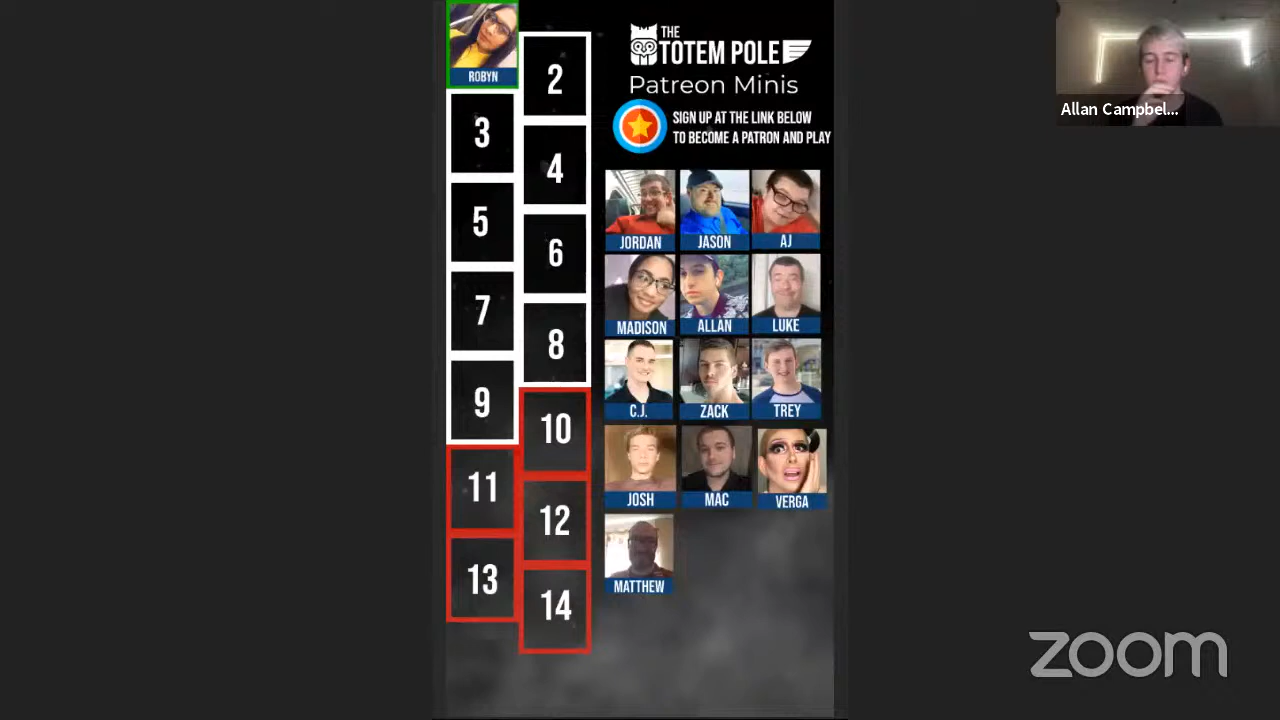 ROBYN
2
3
4
5
6
7
8
9
10
11
12
13
14
THE
TOTEM POLE
Patreon Minis
SIGN UP AT THE LINK BELOW
TO BECOME A PATRON AND PLAY
JORDAN
JASON
AJ
MADISON
ALLAN
LUKE
C.J.
ZACK
TREY
JOSH
MAC
VERGA
MATTHEW
Allan Campbel...
zoom